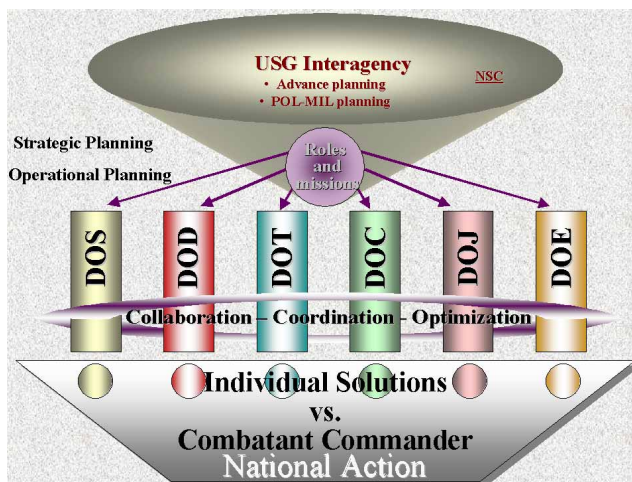 USG Interagency
• Advance planning
• POL-MIL planning
NSC
Strategic Planning
Operational Planning
Roles
and
missions
DOS
DOD
DOT
DOC
DOJ
DOE
Collaboration – Coordination - Optimization
Individual Solutions
vs.
Combatant Commander
National Action